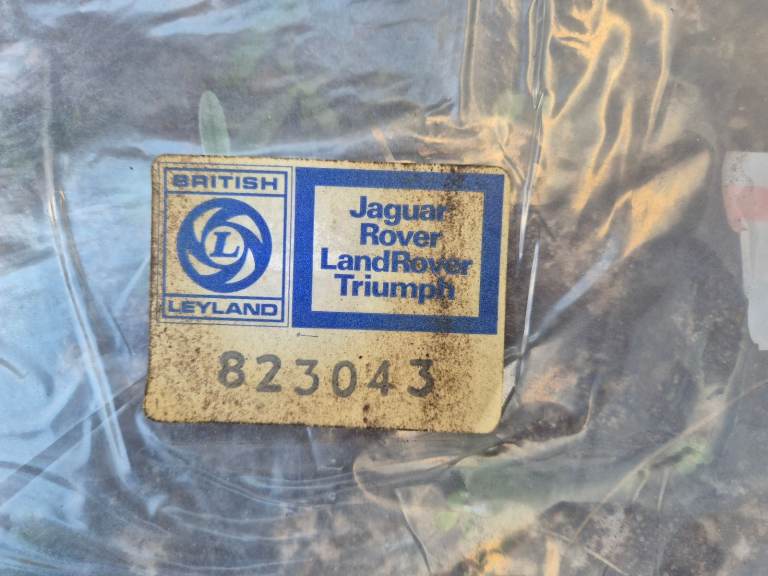 BRITISH
L
LEYLAND
Jaguar
Rover
LandRover
Triumph
823043